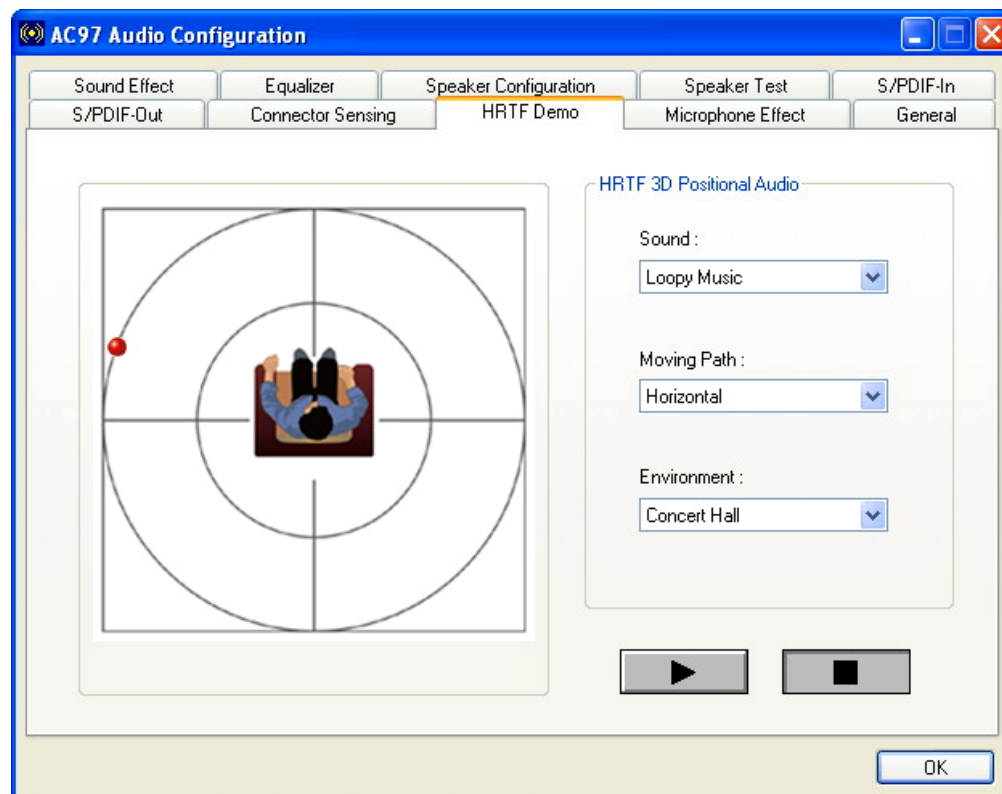 AC97 Audio Configuration
Sound Effect
Equalizer
Speaker Configuration
Speaker Test
S/PDIF-In
S/PDIF-Out
Connector Sensing
HRTF Demo
Microphone Effect
General
HRTF 3D Positional Audio
Sound :
Loopy Music
Moving Path :
Horizontal
Environment :
Concert Hall
OK